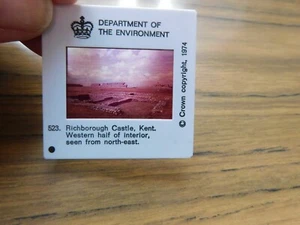 DEPARTMENT OF
THE ENVIRONMENT
© Crown copyright, 1974
523. Richborough Castle, Kent.
Western half of interior,
seen from north-east.